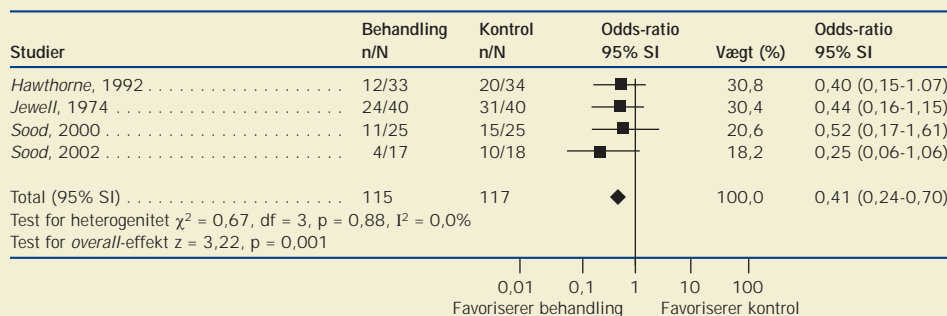 Behandling Kontrol Odds-ratio Odds-ratio
Studier n/N n/N 95% SI Vægt (%) 95% SI
Hawthorne, 1992 . . . . . . . . . . . . . . . . . . . . . 12/33 20/34 30,8 0,40 (0,15-1.07)
Jewell, 1974 . . . . . . . . . . . . . . . . . . . . . . . . 24/40 31/40 30,4 0,44 (0,16-1,15)
Sood, 2000 . . . . . . . . . . . . . . . . . . . . . . . . . 11/25 15/25 20,6 0,52 (0,17-1,61)
Sood, 2002 . . . . . . . . . . . . . . . . . . . . . . . . . 4/17 10/18 18,2 0,25 (0,06-1,06)
Total (95% SI) . . . . . . . . . . . . . . . . . . . . . . 115 117 100,0 0,41 (0,24-0,70)
Test for heterogenitet χ² = 0,67, df = 3, p = 0,88, I² = 0,0%
Test for overall-effekt z = 3,22, p = 0,001
0,01 0,1 1 10 100
Favoriserer behandling Favoriserer kontrol